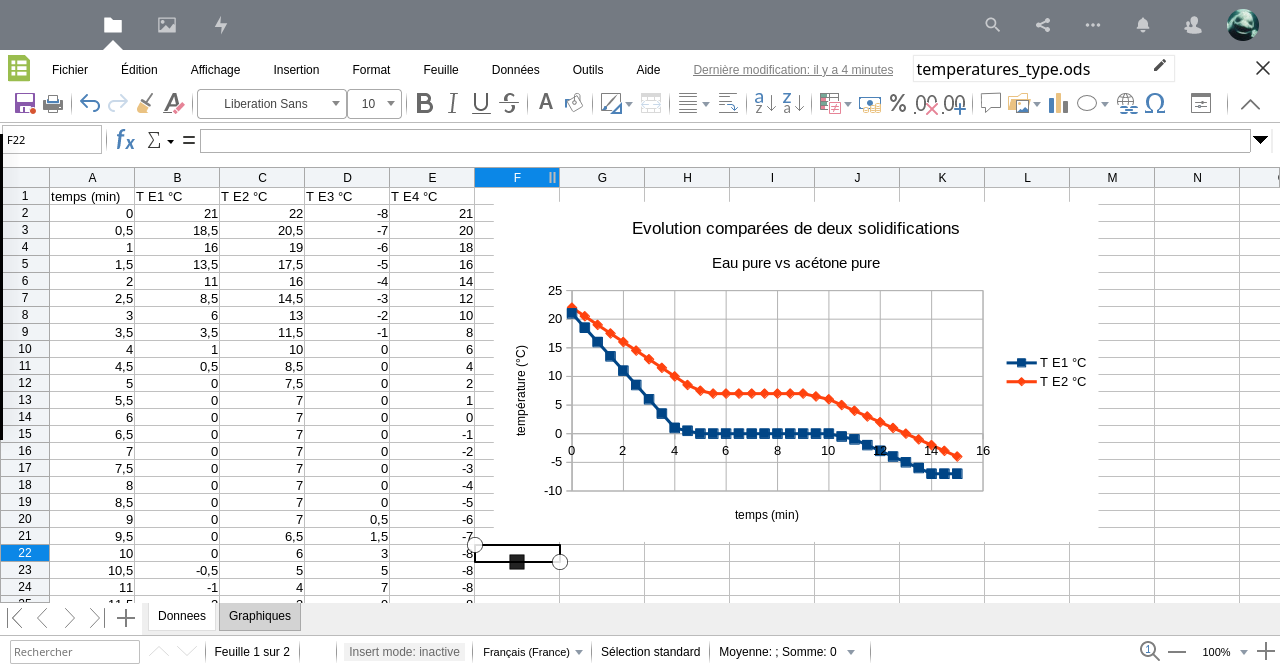 Fichier Édition Affichage Insertion Format Feuille Données Outils Aide Dernière modification: il y a 4 minutes temperatures_type.ods
Liberation Sans 10
F22
A B C D E F G H I J K L M N
1 temps (min) T E1 °C T E2 °C T E3 °C T E4 °C
2 0 21 22 -8 21
3 0,5 18,5 20,5 -7 20
4 1 16 19 -6 18
5 1,5 13,5 17,5 -5 16
6 2 11 16 -4 14
7 2,5 8,5 14,5 -3 12
8 3 6 13 -2 10
9 3,5 3,5 11,5 -1 8
10 4 1 10 0 6
11 4,5 0,5 8,5 0 4
12 5 0 7,5 0 2
13 5,5 0 7 0 1
14 6 0 7 0 0
15 6,5 0 7 0 -1
16 7 0 7 0 -2
17 7,5 0 7 0 -3
18 8 0 7 0 -4
19 8,5 0 7 0 -5
20 9 0 7 0,5 -6
21 9,5 0 6,5 1,5 -7
22 10 0 6 3 -8
23 10,5 -0,5 5 5 -8
24 11 -1 4 7 -8
Evolution comparées de deux solidifications
Eau pure vs acétone pure
25
20
15
10
5
0
-5
-10
0 2 4 6 8 10 12 14 16
température (°C)
temps (min)
T E1 °C
T E2 °C
Donnees Graphiques
Rechercher Feuille 1 sur 2 Insert mode: inactive Français (France) Sélection standard Moyenne: ; Somme: 0 1 100%